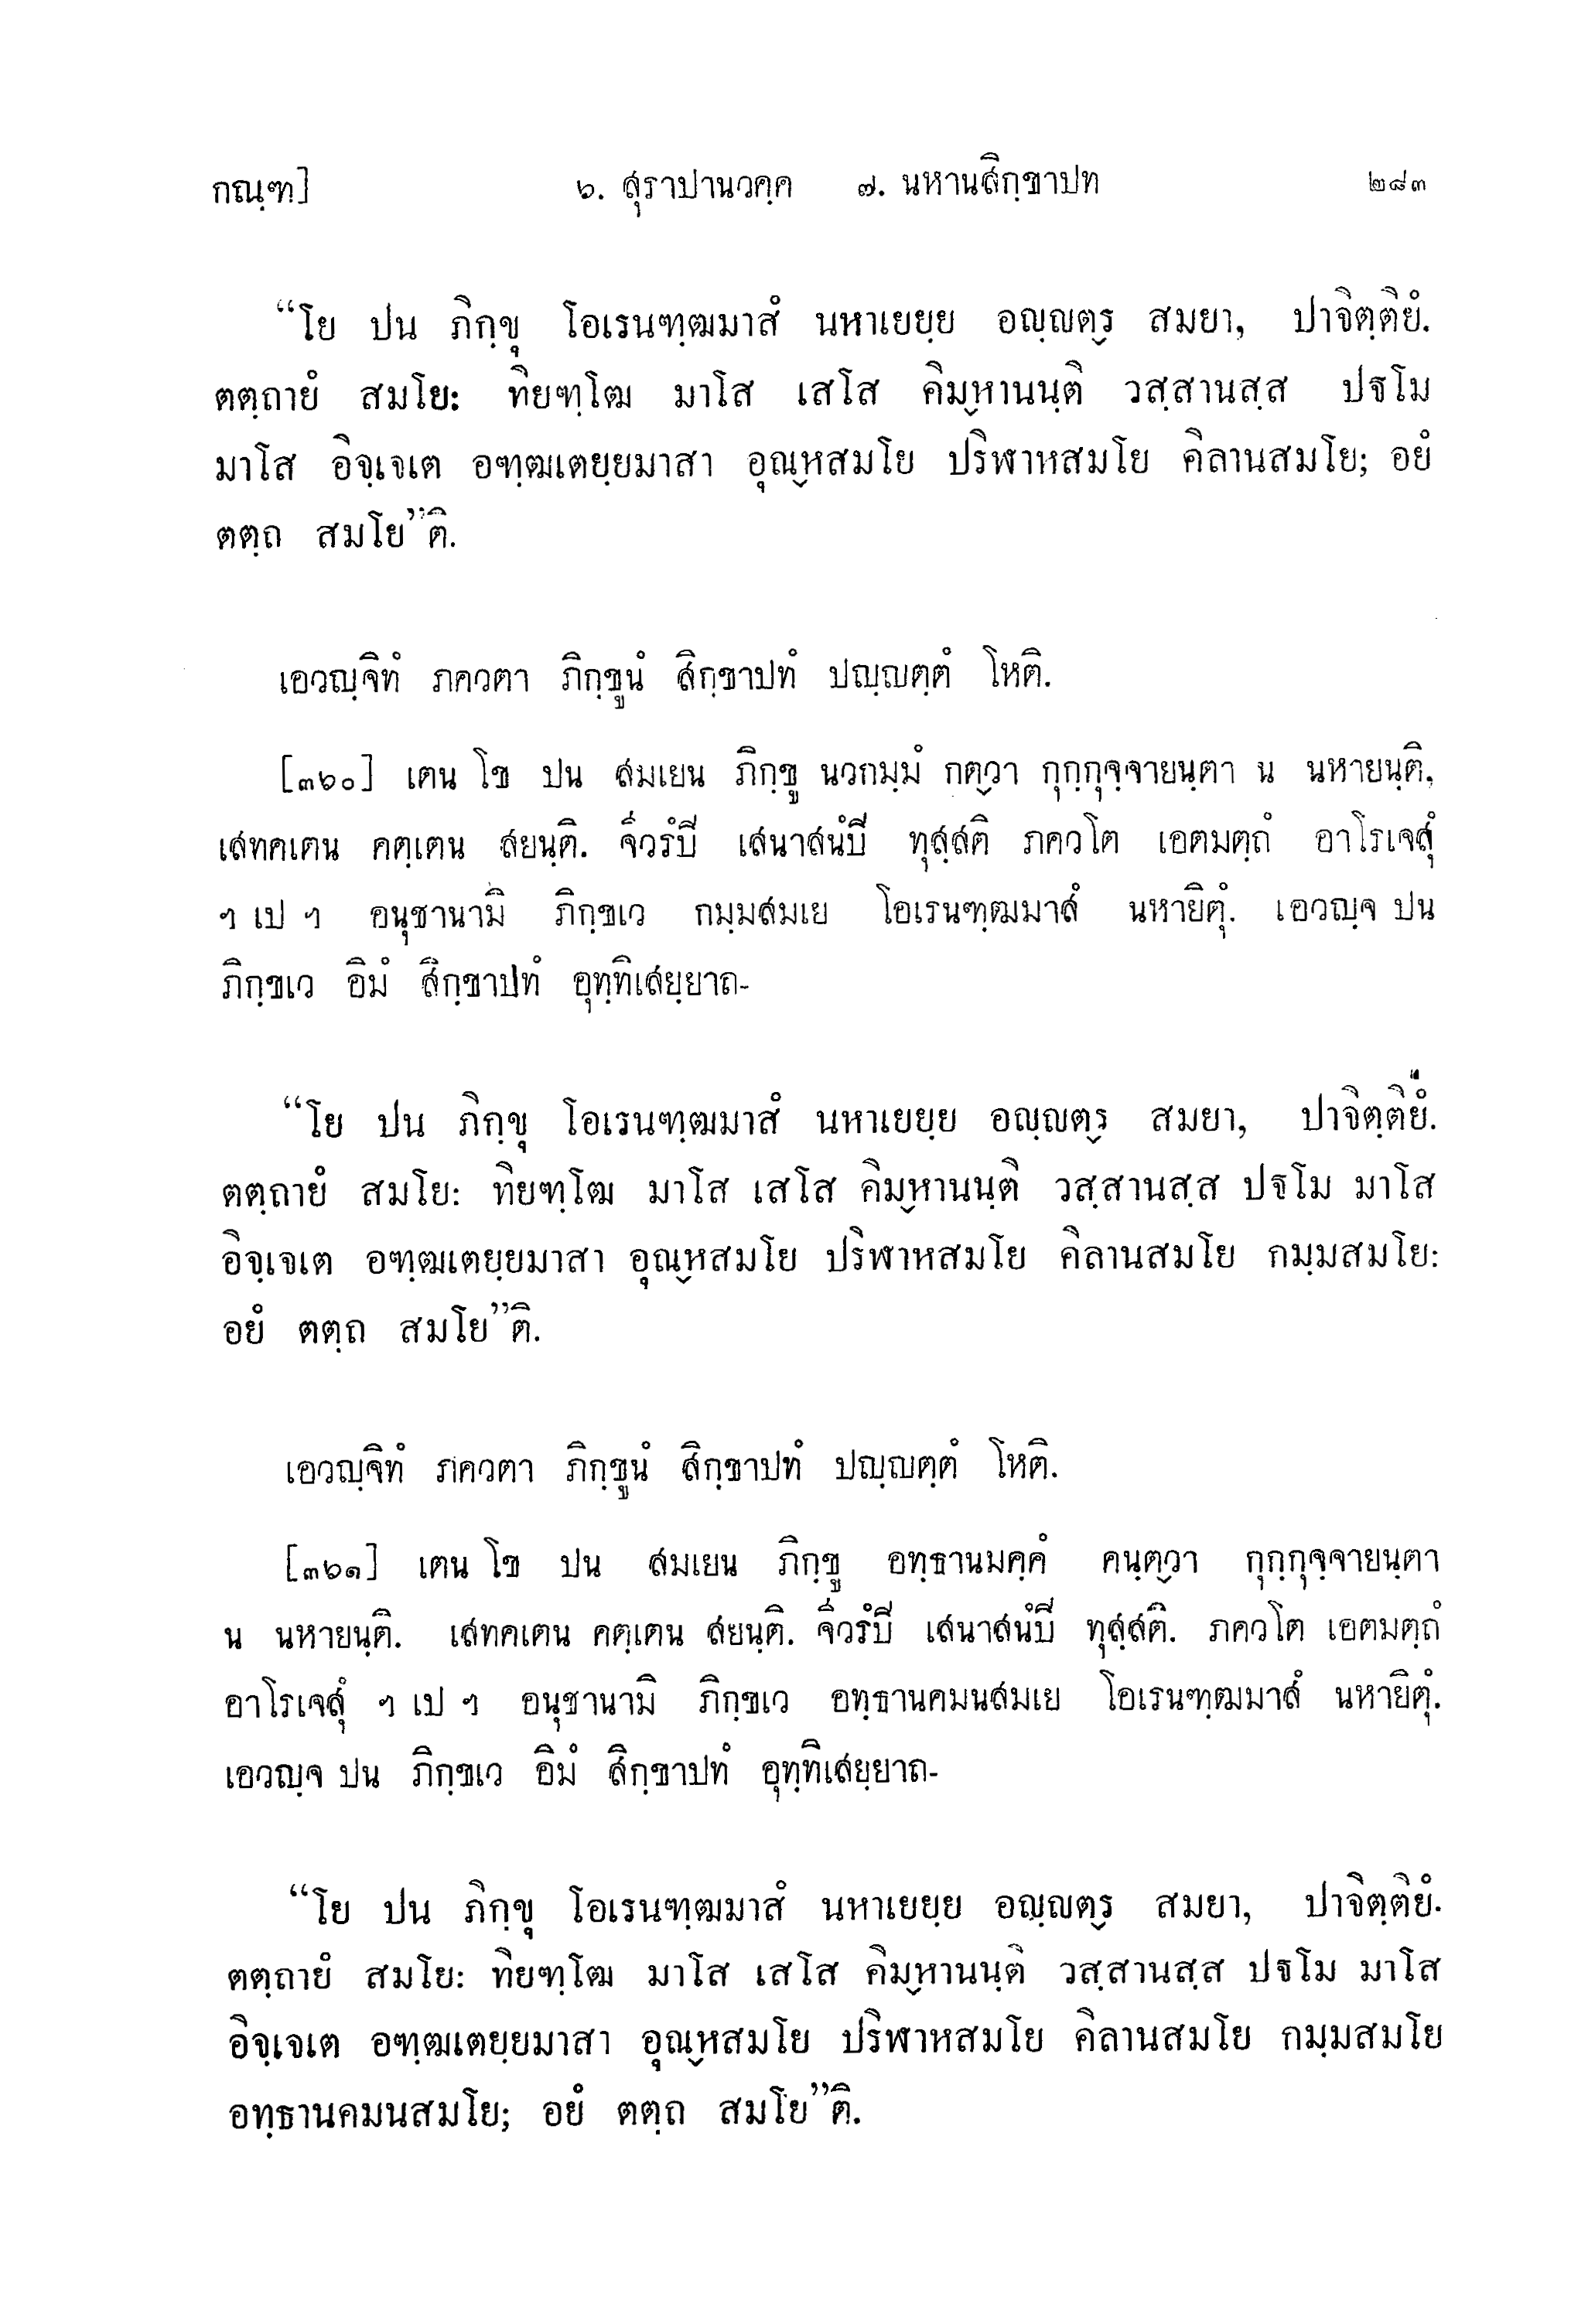 กณฺฑ] ๖. สุราปานวคฺค ๗. นหานสิกฺขาปท ๒๘๓
“โย ปน ภิกฺขุ โอเรนฑฺฒมาสํ นหาเยยฺย อญฺญตฺร สมยา, ปาจิตฺติยํ.
ตตฺถายํ สมโย: ทิยฑฺโฒ มาโส เสโส คิมฺหานนฺติ วสฺสานสฺส ปฐโม
มาโส อิจฺเจเต อฑฺฒเตยฺยมาสา อุณฺหสมโย ปริฬาหสมโย คิลานสมโย; อยํ
ตตฺถ สมโย”ติ.
เอวญฺจิทํ ภควตา ภิกฺขูนํ สิกฺขาปทํ ปญฺญตฺตํ โหติ.
[๓๖๐] เตน โข ปน สมเยน ภิกฺขู นวกมฺมํ กตฺวา กุกฺกุจฺจายนฺตา น นหายนฺติ,
เสทคเตน คตฺเตน สยนฺติ. จีวรํปิ เสนาสนํปิ ทุสฺสติ ภควโต เอตมตฺถํ อาโรเจสุํ
ฯ เป ฯ อนุชานามิ ภิกฺขเว กมฺมสมเย โอเรนฑฺฒมาสํ นหายิตุํ. เอวญฺจ ปน
ภิกฺขเว อิมํ สิกฺขาปทํ อุทฺทิเสยฺยาถ-
“โย ปน ภิกฺขุ โอเรนฑฺฒมาสํ นหาเยยฺย อญฺญตฺร สมยา, ปาจิตฺติยํ.
ตตฺถายํ สมโย: ทิยฑฺโฒ มาโส เสโส คิมฺหานนฺติ วสฺสานสฺส ปฐโม มาโส
อิจฺเจเต อฑฺฒเตยฺยมาสา อุณฺหสมโย ปริฬาหสมโย คิลานสมโย กมฺมสมโย:
อยํ ตตฺถ สมโย”ติ.
เอวญฺจิทํ ภควตา ภิกฺขูนํ สิกฺขาปทํ ปญฺญตฺตํ โหติ.
[๓๖๑] เตน โข ปน สมเยน ภิกฺขู อทฺธานมคฺคํ คนฺตฺวา กุกฺกุจฺจายนฺตา
น นหายนฺติ. เสทคเตน คตฺเตน สยนฺติ. จีวรํปิ เสนาสนํปิ ทุสฺสติ. ภควโต เอตมตฺถํ
อาโรเจสุํ ฯ เป ฯ อนุชานามิ ภิกฺขเว อทฺธานคมนสมเย โอเรนฑฺฒมาสํ นหายิตุํ.
เอวญฺจ ปน ภิกฺขเว อิมํ สิกฺขาปทํ อุทฺทิเสยฺยาถ-
“โย ปน ภิกฺขุ โอเรนฑฺฒมาสํ นหาเยยฺย อญฺญตฺร สมยา, ปาจิตฺติยํ.
ตตฺถายํ สมโย: ทิยฑฺโฒ มาโส เสโส คิมฺหานนฺติ วสฺสานสฺส ปฐโม มาโส
อิจฺเจเต อฑฺฒเตยฺยมาสา อุณฺหสมโย ปริฬาหสมโย คิลานสมโย กมฺมสมโย
อทฺธานคมนสมโย; อยํ ตตฺถ สมโย”ติ.